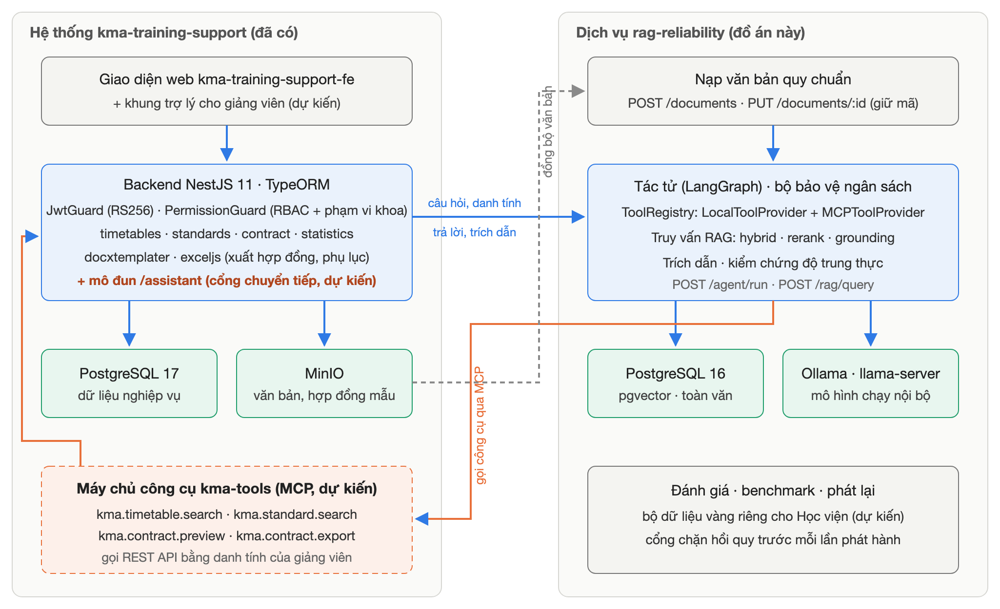 Hệ thống kma-training-support (đã có)
Giao diện web kma-training-support-fe
+ khung trợ lý cho giảng viên (dự kiến)
Backend NestJS 11 · TypeORM
JwtGuard (RS256) · PermissionGuard (RBAC + phạm vi khoa)
timetables · standards · contract · statistics
docxtemplater · exceljs (xuất hợp đồng, phụ lục)
+ mô đun /assistant (cổng chuyển tiếp, dự kiến)
PostgreSQL 17
dữ liệu nghiệp vụ
MinIO
văn bản, hợp đồng mẫu
Máy chủ công cụ kma-tools (MCP, dự kiến)
kma.timetable.search · kma.standard.search
kma.contract.preview · kma.contract.export
gọi REST API bằng danh tính của giảng viên
câu hỏi, danh tính
trả lời, trích dẫn
đồng bộ văn bản
gọi công cụ qua MCP
Dịch vụ rag-reliability (đồ án này)
Nạp văn bản quy chuẩn
POST /documents · PUT /documents/:id (giữ mã)
Tác tử (LangGraph) · bộ bảo vệ ngân sách
ToolRegistry: LocalToolProvider + MCPToolProvider
Truy vấn RAG: hybrid · rerank · grounding
Trích dẫn · kiểm chứng độ trung thực
POST /agent/run · POST /rag/query
PostgreSQL 16
pgvector · toàn văn
Ollama · llama-server
mô hình chạy nội bộ
Đánh giá · benchmark · phát lại
bộ dữ liệu vàng riêng cho Học viện (dự kiến)
cổng chặn hồi quy trước mỗi lần phát hành